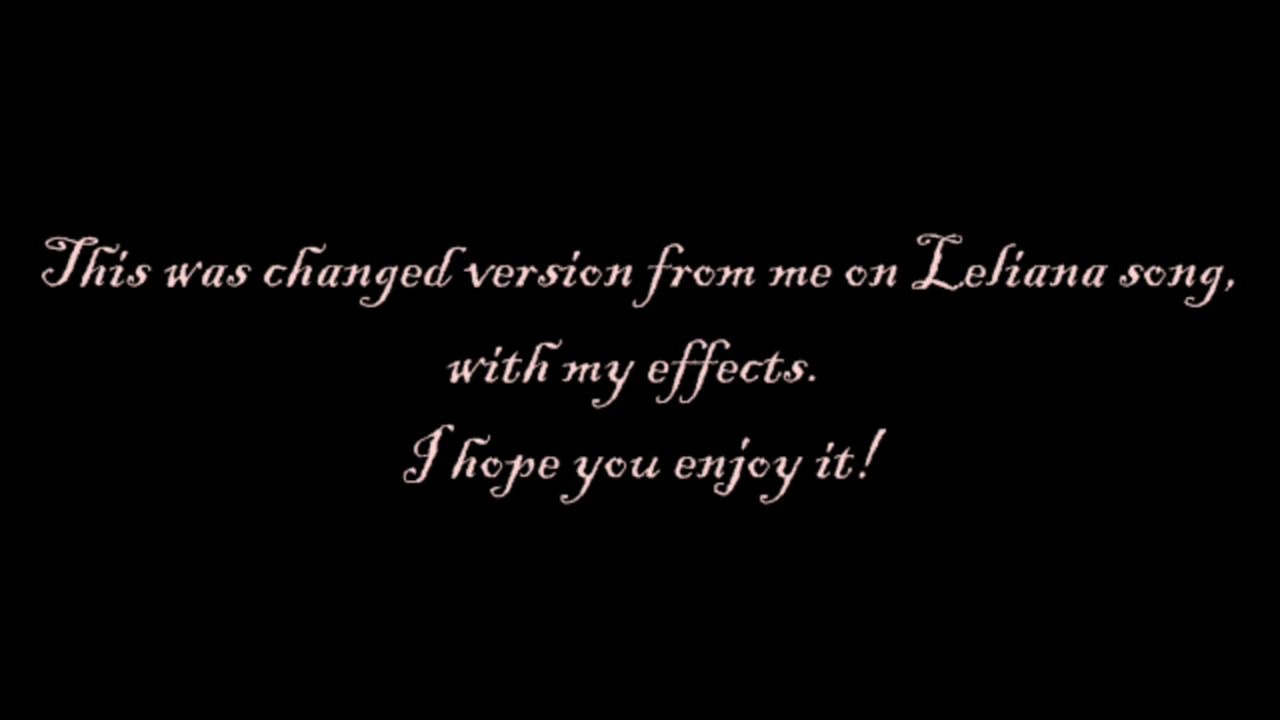 This was changed version from me on Leliana song,
with my effects.
I hope you enjoy it!